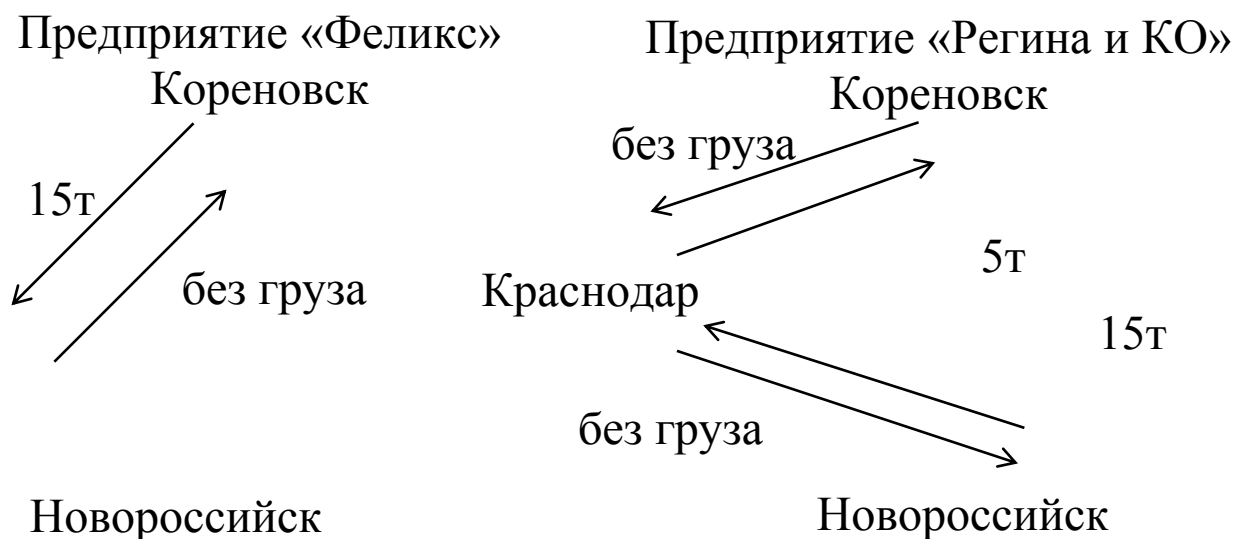 Предприятие «Феликс»
Кореновск
15т
без груза
Новороссийск
Предприятие «Регина и КО»
Кореновск
без груза
5т
Краснодар
15т
без груза
Новороссийск